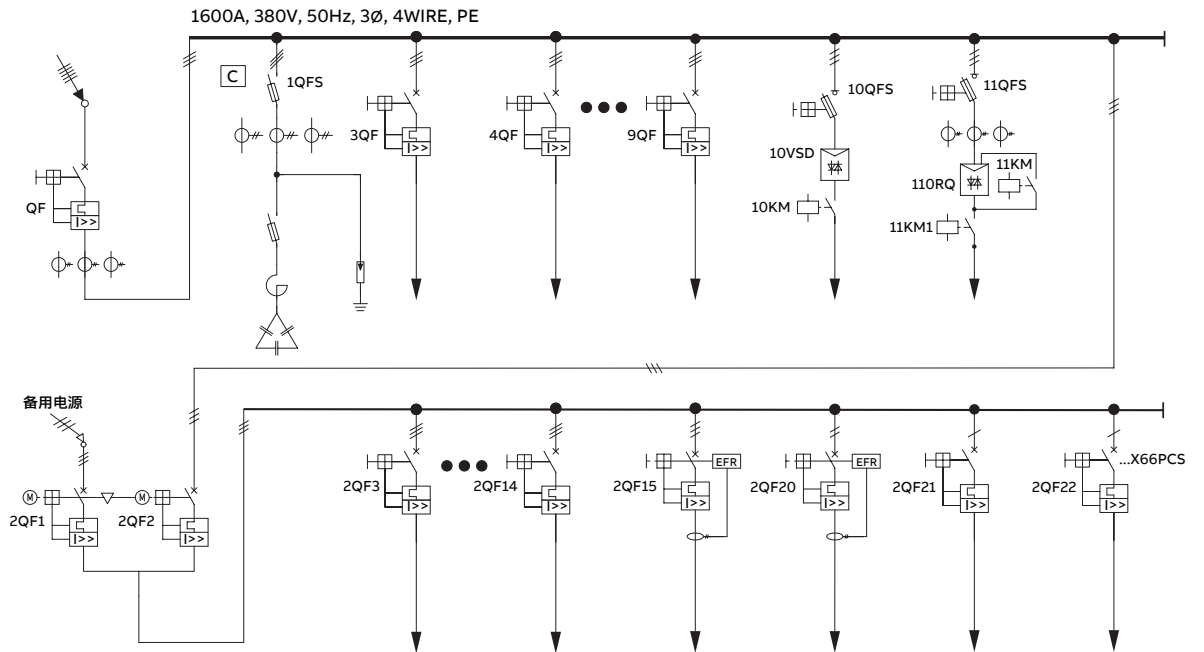 1600A, 380V, 50Hz, 3Ø, 4WIRE, PE
C
1QFS
10QFS
11QFS
3QF
I>>
4QF
I>>
9QF
I>>
10VSD
11KM
110RQ
QF
I>>
10KM
11KM1
备用电源
...X66PCS
EFR
EFR
2QF3
I>>
2QF14
I>>
2QF15
I>>
2QF20
I>>
2QF21
I>>
2QF22
I>>
M
M
2QF1
I>>
2QF2
I>>